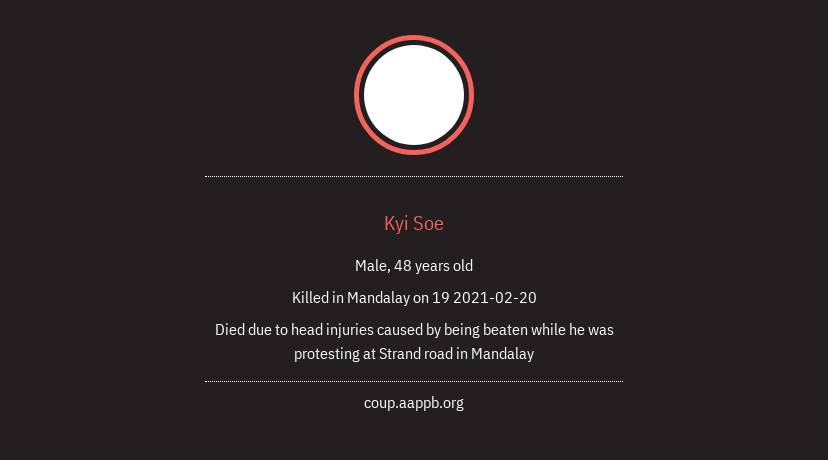 Kyi Soe
Male, 48 years old
Killed in Mandalay on 19 2021-02-20
Died due to head injuries caused by being beaten while he was
protesting at Strand road in Mandalay
coup.aappb.org